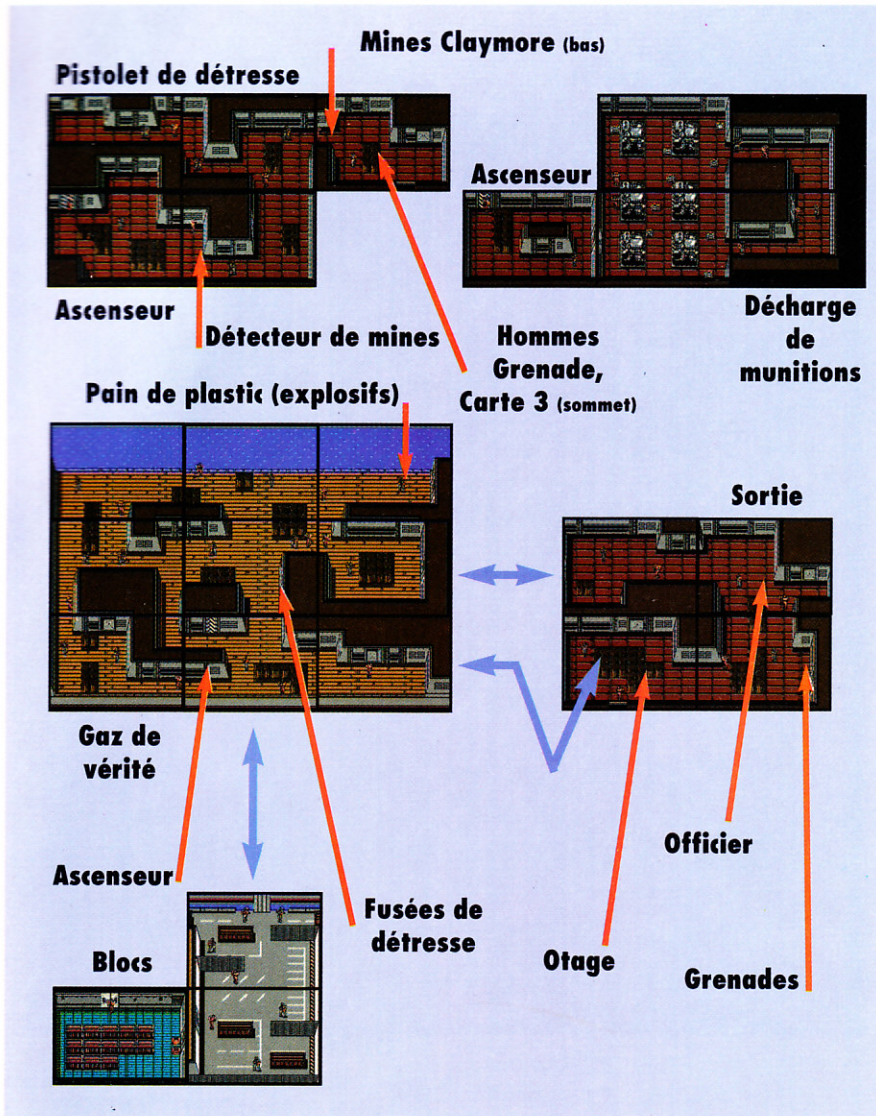 Mines Claymore (bas)
Pistolet de détresse
Ascenseur
Ascenseur
Détecteur de mines
Hommes
Grenade,
Carte 3 (sommet)
Décharge
de
munitions
Pain de plastic (explosifs)
Sortie
Gaz de
vérité
Ascenseur
Fusées de
détresse
Officier
Otage
Grenades
Blocs